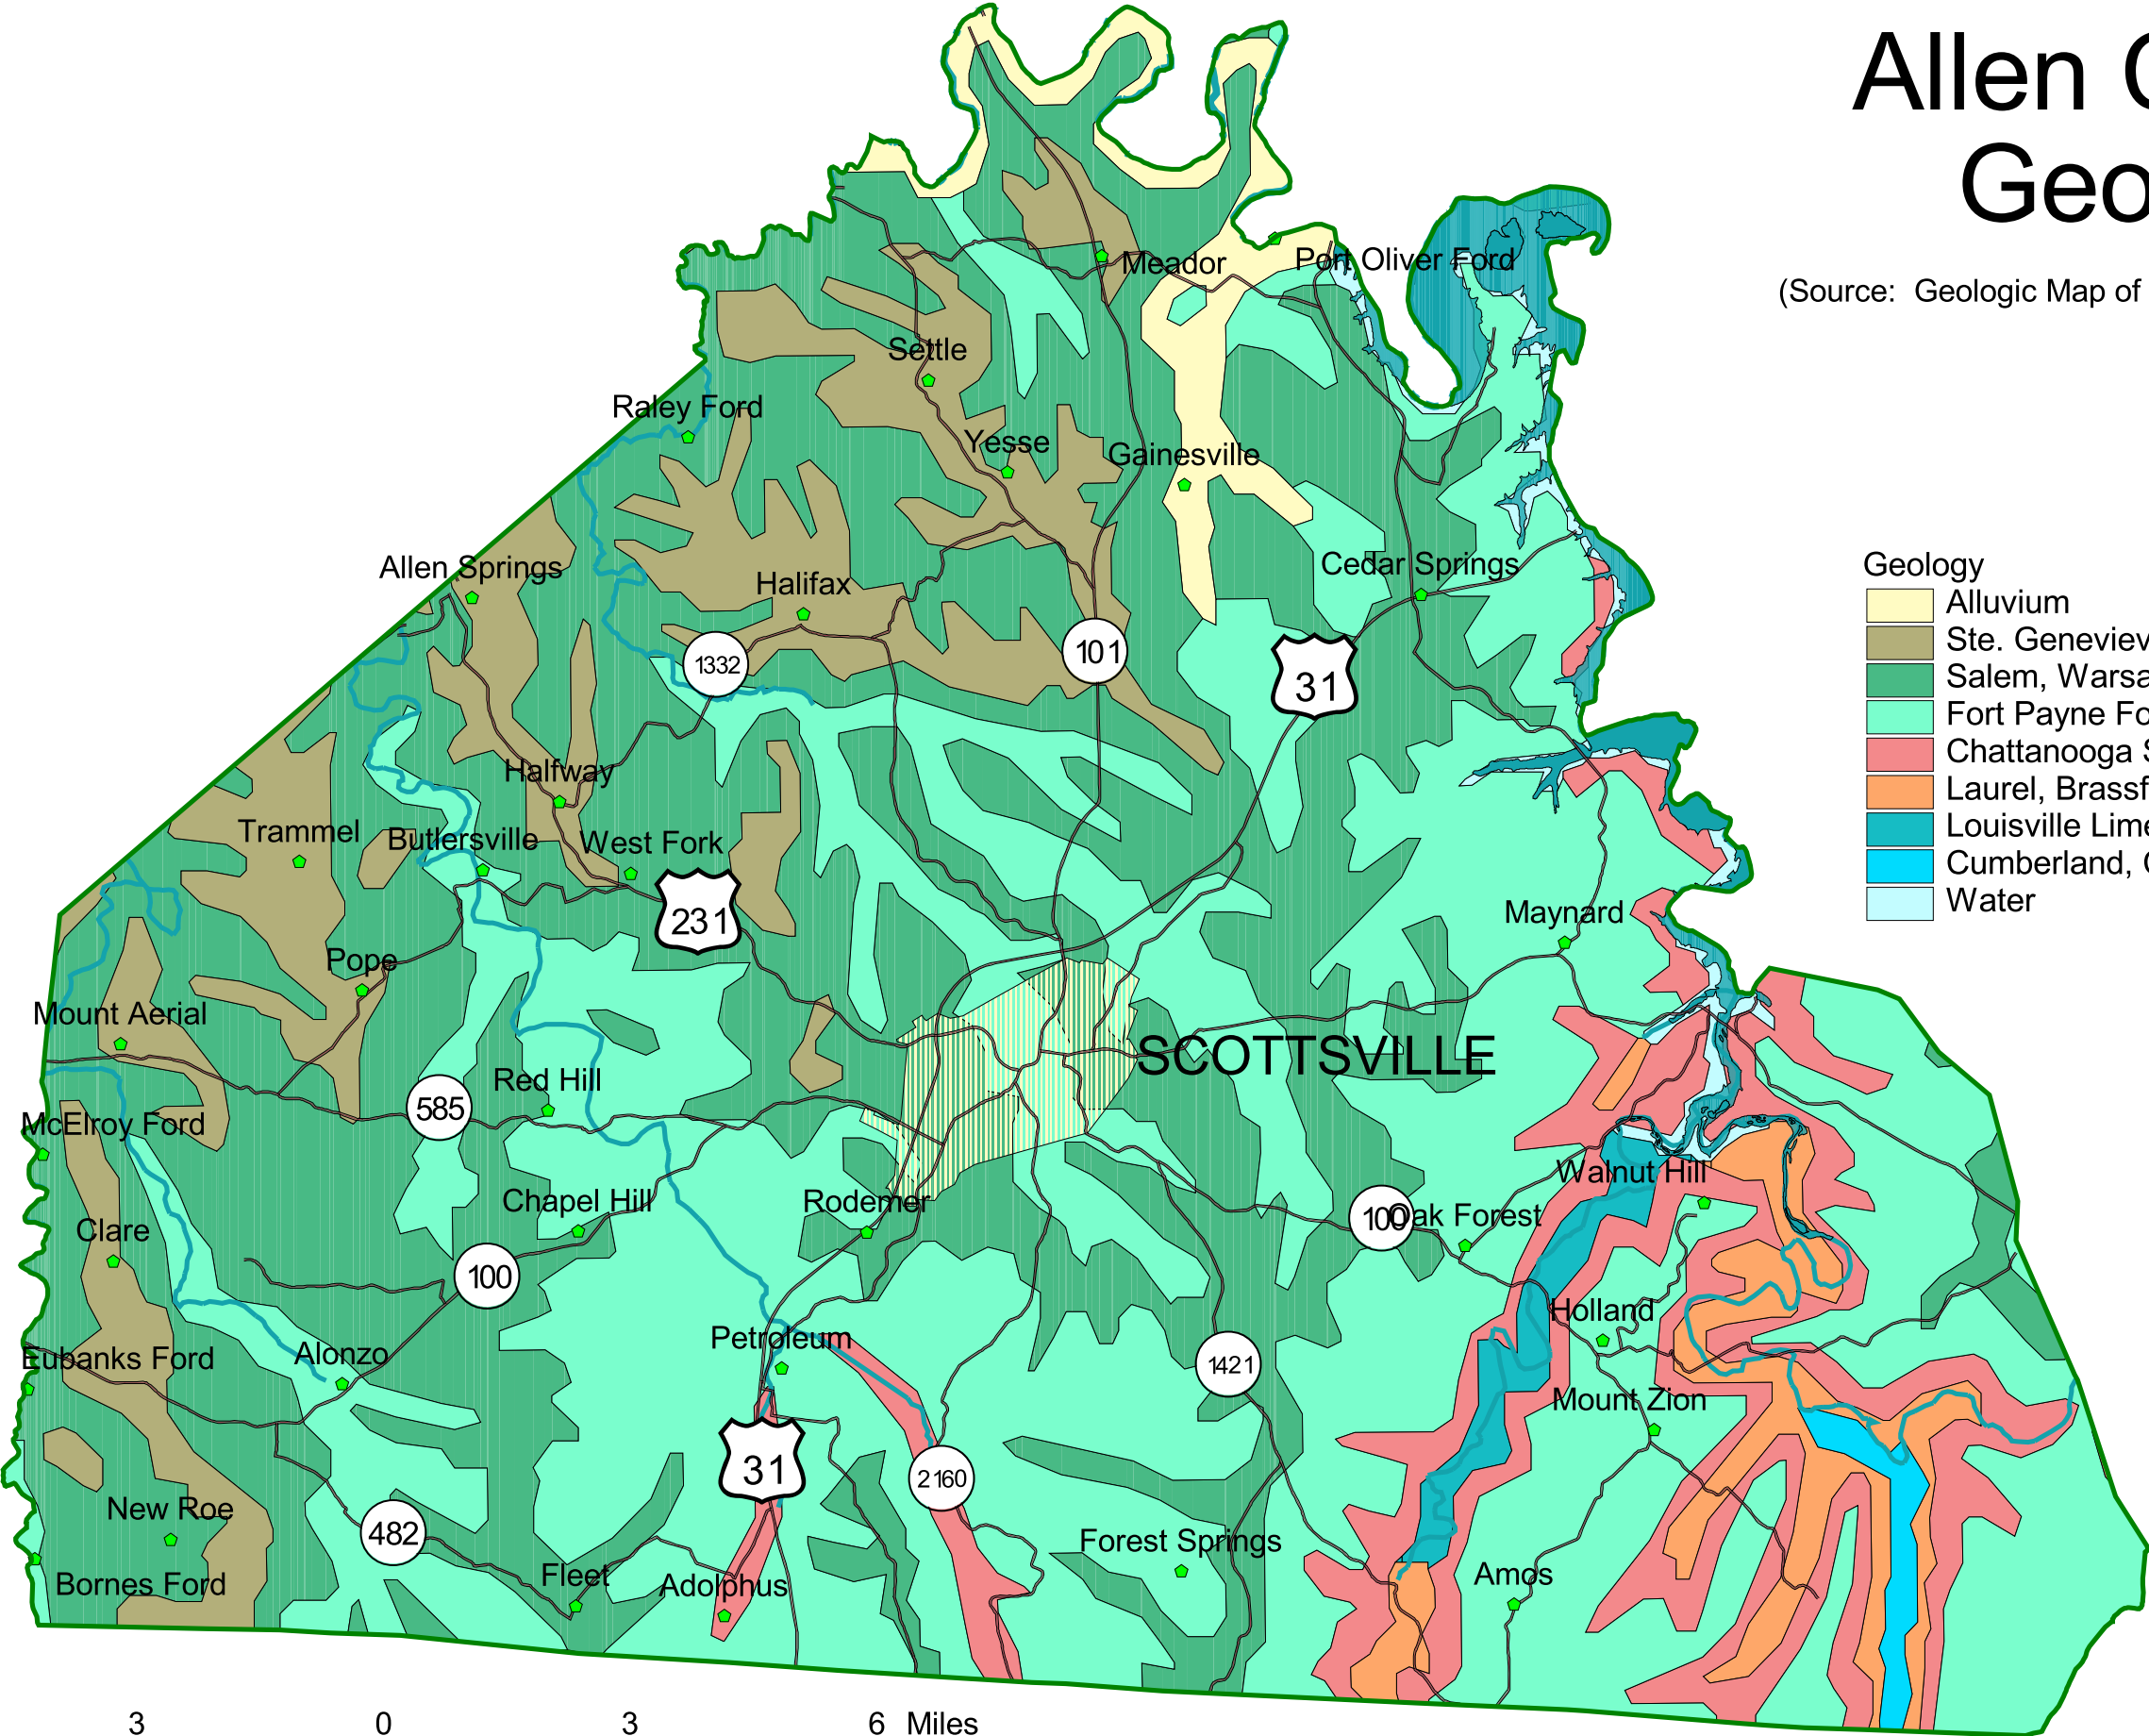 Allen
Geo
(Source: Geologic Map of
Meador
Port Oliver Ford
Settle
Raley Ford
Yesse
Gainesville
Allen Springs
Halifax
Cedar Springs
1332
101
31
Geology
Alluvium
Ste. Geneviev
Salem, Warsa
Fort Payne Fo
Chattanooga S
Laurel, Brassf
Louisville Lime
Cumberland,
Water
Halfway
Trammel
Butlersville
West Fork
231
Maynard
Pope
Mount Aerial
SCOTTSVILLE
Red Hill
585
McElroy Ford
Walnut Hill
Chapel Hill
Rodemer
Clare
100
Oak Forest
100
Holland
Petroleum
Eubanks Ford
Alonzo
1421
Mount Zion
31
2160
New Roe
482
Forest Springs
Bornes Ford
Fleet
Adolphus
Amos
3 0 3 6 Miles